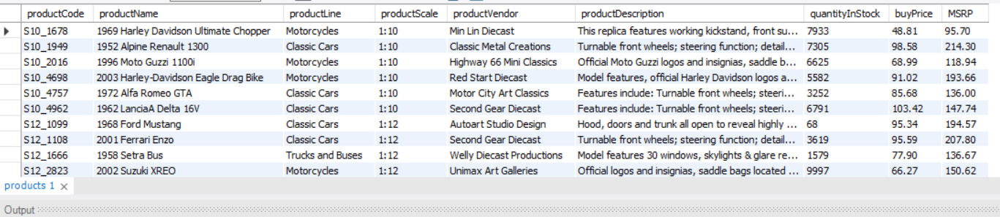 productCode productName productLine productScale productVendor productDescription quantityInStock buyPrice MSRP
S10_1678 1969 Harley Davidson Ultimate Chopper Motorcycles 1:10 Min Lin Diecast This replica features working kickstand, front su... 7933 48.81 95.70
S10_1949 1952 Alpine Renault 1300 Classic Cars 1:10 Classic Metal Creations Turnable front wheels; steering function; detail... 7305 98.58 214.30
S10_2016 1996 Moto Guzzi 1100i Motorcycles 1:10 Highway 66 Mini Classics Official Moto Guzzi logos and insignias, saddle b... 6625 68.99 118.94
S10_4698 2003 Harley-Davidson Eagle Drag Bike Motorcycles 1:10 Red Start Diecast Model features, official Harley Davidson logos a... 5582 91.02 193.66
S10_4757 1972 Alfa Romeo GTA Classic Cars 1:10 Motor City Art Classics Features include: Turnable front wheels; steeri... 3252 85.68 136.00
S10_4962 1962 LanciaA Delta 16V Classic Cars 1:10 Second Gear Diecast Features include: Turnable front wheels; steeri... 6791 103.42 147.74
S12_1099 1968 Ford Mustang Classic Cars 1:12 Autoart Studio Design Hood, doors and trunk all open to reveal highly ... 68 95.34 194.57
S12_1108 2001 Ferrari Enzo Classic Cars 1:12 Second Gear Diecast Turnable front wheels; steering function; detail... 3619 95.59 207.80
S12_1666 1958 Setra Bus Trucks and Buses 1:12 Welly Diecast Productions Model features 30 windows, skylights & glare re... 1579 77.90 136.67
S12_2823 2002 Suzuki XREO Motorcycles 1:12 Unimax Art Galleries Official logos and insignias, saddle bags located ... 9997 66.27 150.62
products 1
Output